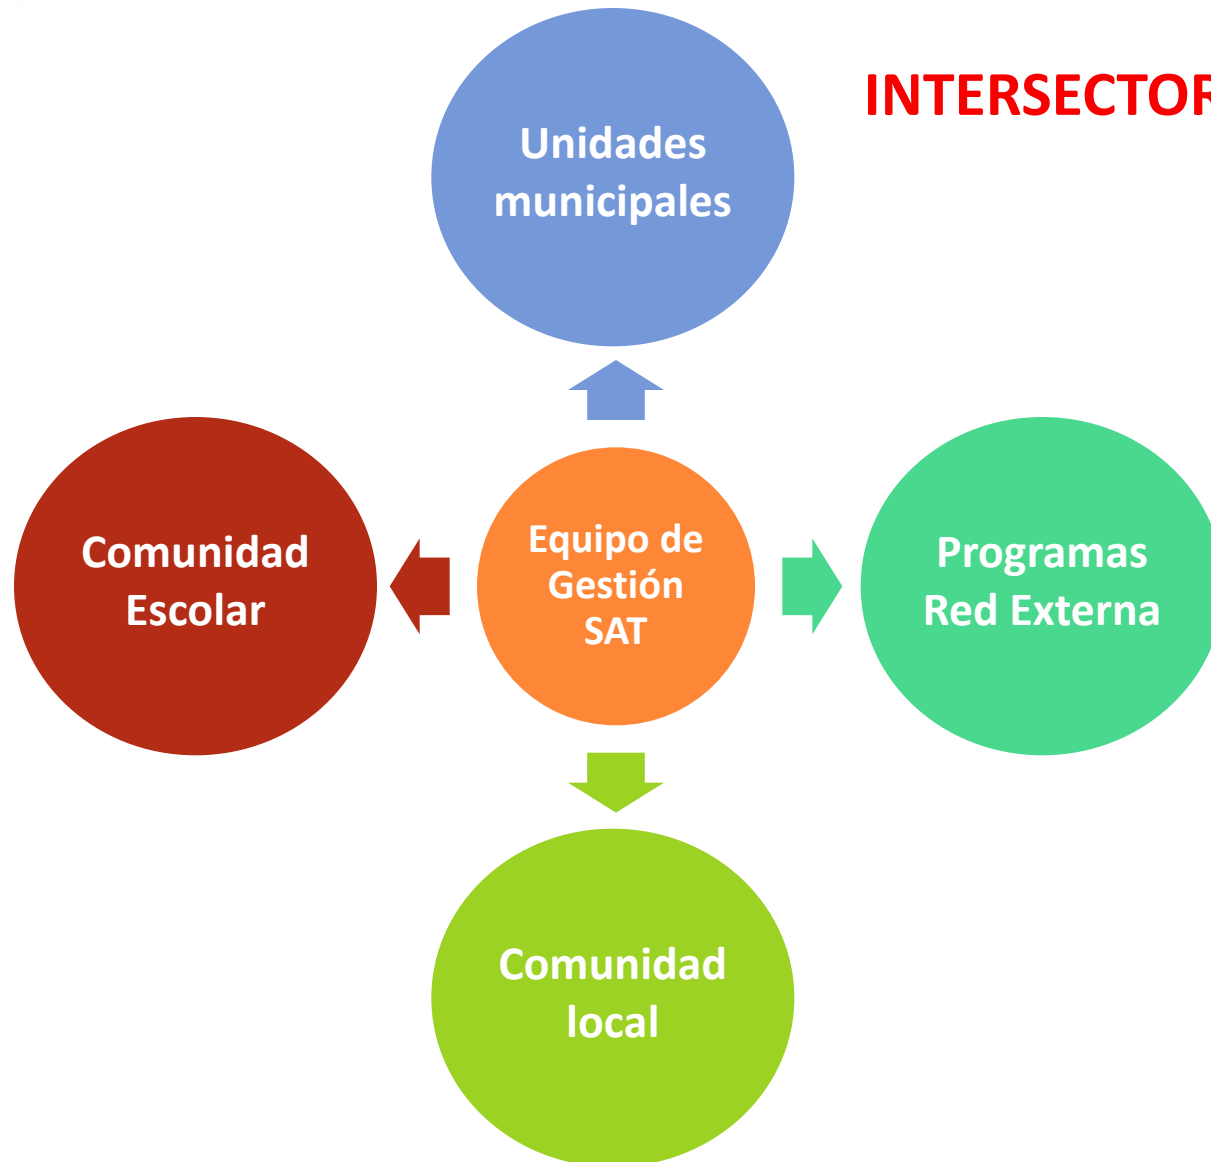 INTERSECTOR
Unidades
municipales
Comunidad
Escolar
Equipo de
Gestión
SAT
Programas
Red Externa
Comunidad
local